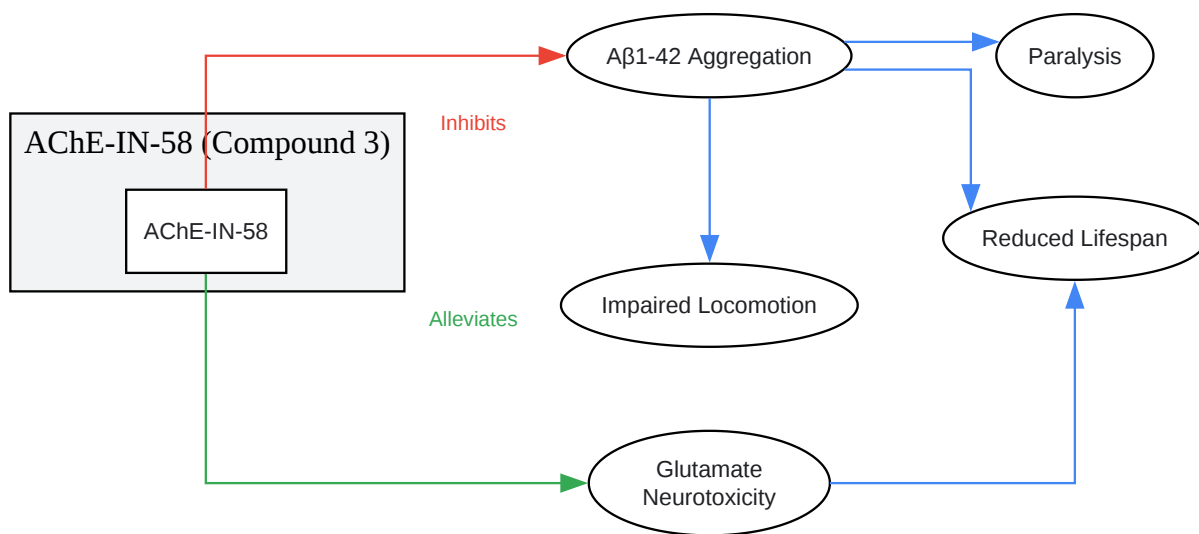 Aβ1-42 Aggregation
Paralysis
Inhibits
AChE-IN-58 (Compound 3)
AChE-IN-58
Reduced Lifespan
Impaired Locomotion
Alleviates
Glutamate
Neurotoxicity